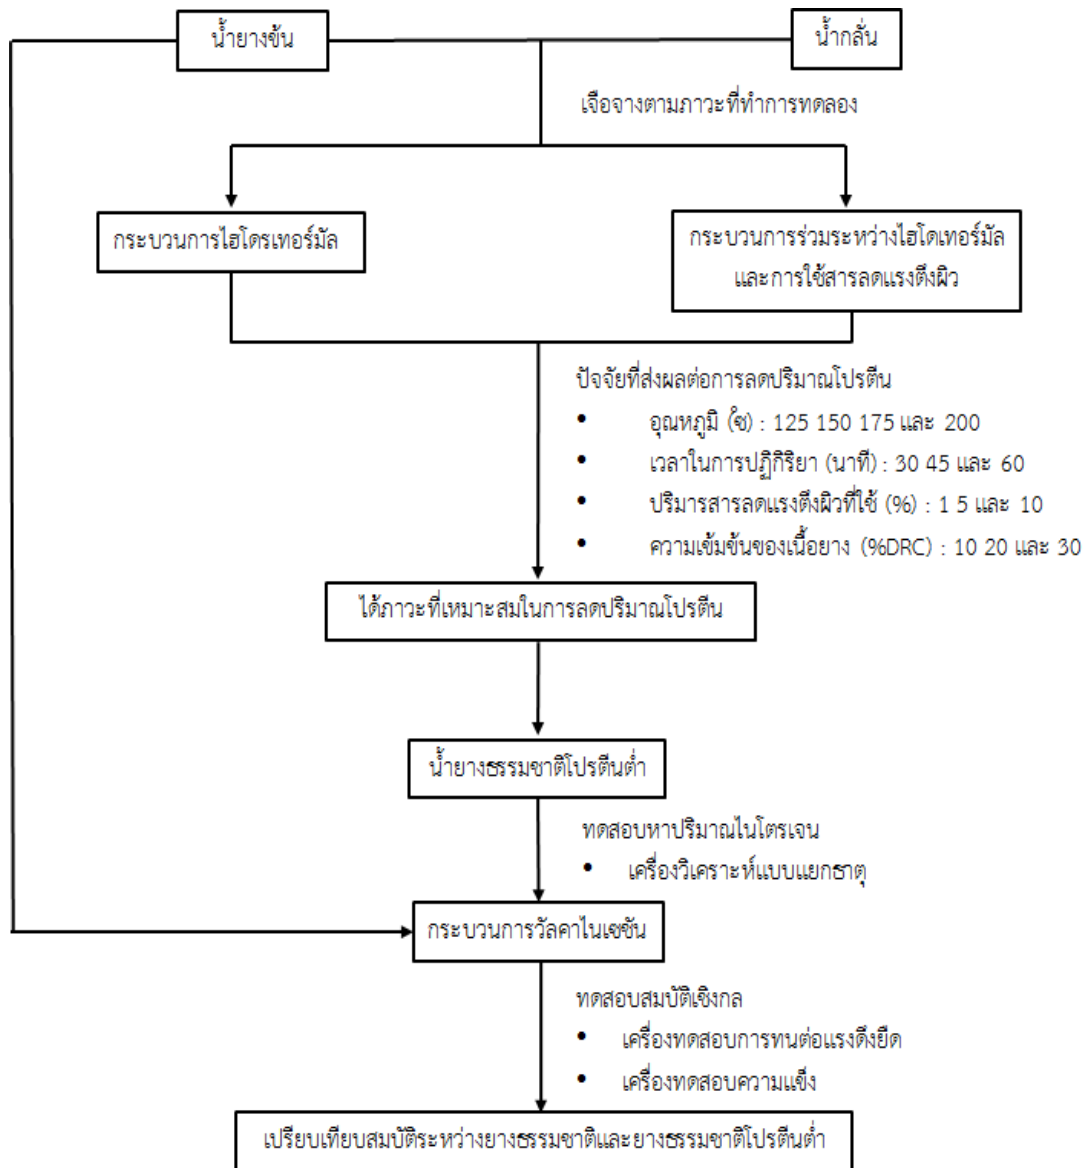 น้ำยางข้น
น้ำกลั่น
เจือจางตามภาวะที่ทำการทดลอง
กระบวนการไฮโดรเทอร์มัล
กระบวนการร่วมระหว่างไฮโดเทอร์มัล
และการใช้สารลดแรงตึงผิว
ปัจจัยที่ส่งผลต่อการลดปริมาณโปรตีน
• อุณหภูมิ (ºซ) : 125 150 175 และ 200
• เวลาในการปฏิกิริยา (นาที) : 30 45 และ 60
• ปริมารสารลดแรงตึงผิวที่ใช้ (%) : 1 5 และ 10
• ความเข้มข้นของเนื้อยาง (%DRC) : 10 20 และ 30
ได้ภาวะที่เหมาะสมในการลดปริมาณโปรตีน
น้ำยางธรรมชาติโปรตีนต่ำ
ทดสอบหาปริมาณไนโตรเจน
• เครื่องวิเคราะห์แบบแยกธาตุ
กระบวนการวัลคาไนเซชัน
ทดสอบสมบัติเชิงกล
• เครื่องทดสอบการทนต่อแรงดึงยืด
• เครื่องทดสอบความแข็ง
เปรียบเทียบสมบัติระหว่างยางธรรมชาติและยางธรรมชาติโปรตีนต่ำ